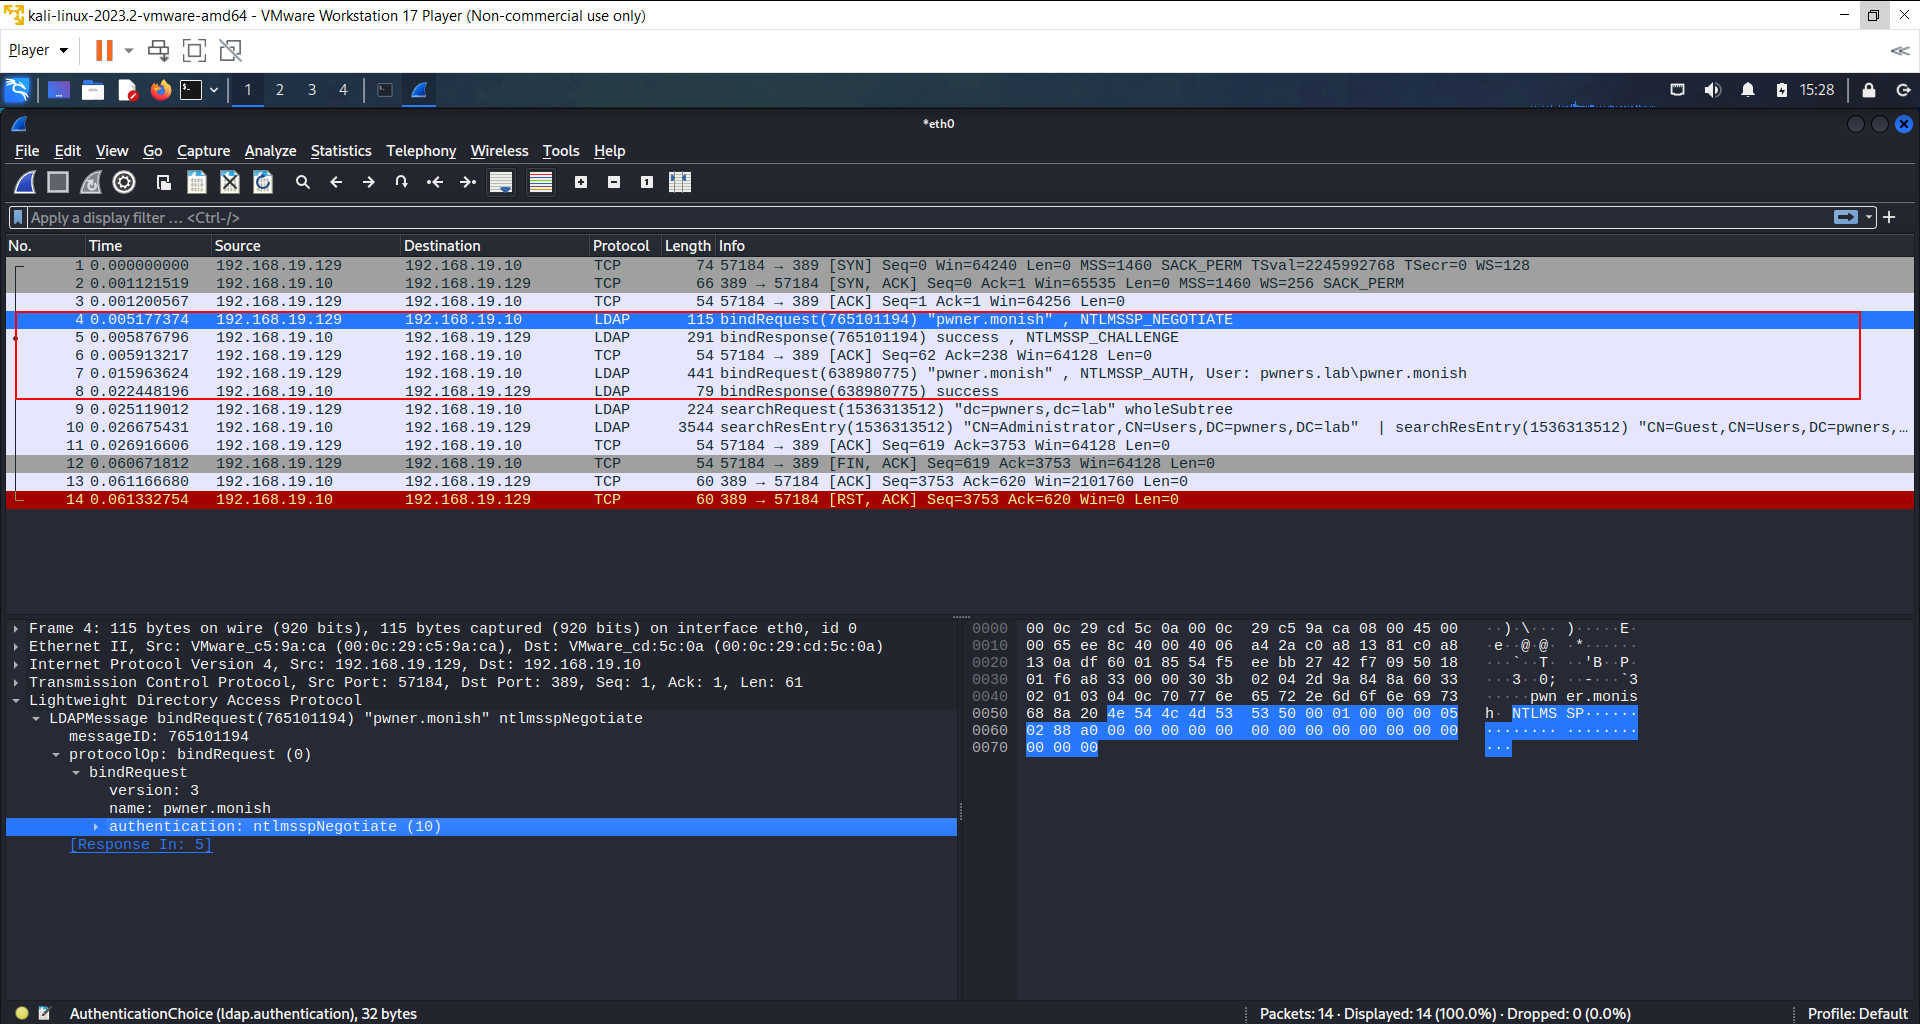 kali-linux-2023.2-vmware-amd64 - VMware Workstation 17 Player (Non-commercial use only)
Player
1 2 3 4 15:28
*eth0
File Edit View Go Capture Analyze Statistics Telephony Wireless Tools Help
Apply a display filter … <Ctrl-/>
No. Time Source Destination Protocol Length Info
1 0.000000000 192.168.19.129 192.168.19.10 TCP 74 57184 → 389 [SYN] Seq=0 Win=64240 Len=0 MSS=1460 SACK_PERM TSval=2245992768 TSecr=0 WS=128
2 0.001121519 192.168.19.10 192.168.19.129 TCP 66 389 → 57184 [SYN, ACK] Seq=0 Ack=1 Win=65535 Len=0 MSS=1460 WS=256 SACK_PERM
3 0.001200567 192.168.19.129 192.168.19.10 TCP 54 57184 → 389 [ACK] Seq=1 Ack=1 Win=64256 Len=0
4 0.005177374 192.168.19.129 192.168.19.10 LDAP 115 bindRequest(765101194) "pwner.monish" , NTLMSSP_NEGOTIATE
5 0.005876796 192.168.19.10 192.168.19.129 LDAP 291 bindResponse(765101194) success , NTLMSSP_CHALLENGE
6 0.005913217 192.168.19.129 192.168.19.10 TCP 54 57184 → 389 [ACK] Seq=62 Ack=238 Win=64128 Len=0
7 0.015963624 192.168.19.129 192.168.19.10 LDAP 441 bindRequest(638980775) "pwner.monish" , NTLMSSP_AUTH, User: pwners.lab\pwner.monish
8 0.022448196 192.168.19.10 192.168.19.129 LDAP 79 bindResponse(638980775) success
9 0.025119012 192.168.19.129 192.168.19.10 LDAP 224 searchRequest(1536313512) "dc=pwners,dc=lab" wholeSubtree
10 0.026675431 192.168.19.10 192.168.19.129 LDAP 3544 searchResEntry(1536313512) "CN=Administrator,CN=Users,DC=pwners,DC=lab" | searchResEntry(1536313512) "CN=Guest,CN=Users,DC=pwners,…
11 0.026916606 192.168.19.129 192.168.19.10 TCP 54 57184 → 389 [ACK] Seq=619 Ack=3753 Win=64128 Len=0
12 0.060671812 192.168.19.129 192.168.19.10 TCP 54 57184 → 389 [FIN, ACK] Seq=619 Ack=3753 Win=64128 Len=0
13 0.061166680 192.168.19.10 192.168.19.129 TCP 60 389 → 57184 [ACK] Seq=3753 Ack=620 Win=2101760 Len=0
14 0.061332754 192.168.19.10 192.168.19.129 TCP 60 389 → 57184 [RST, ACK] Seq=3753 Ack=620 Win=0 Len=0
Frame 4: 115 bytes on wire (920 bits), 115 bytes captured (920 bits) on interface eth0, id 0
Ethernet II, Src: VMware_c5:9a:ca (00:0c:29:c5:9a:ca), Dst: VMware_cd:5c:0a (00:0c:29:cd:5c:0a)
Internet Protocol Version 4, Src: 192.168.19.129, Dst: 192.168.19.10
Transmission Control Protocol, Src Port: 57184, Dst Port: 389, Seq: 1, Ack: 1, Len: 61
Lightweight Directory Access Protocol
LDAPMessage bindRequest(765101194) "pwner.monish" ntlmsspNegotiate
messageID: 765101194
protocolOp: bindRequest (0)
bindRequest
version: 3
name: pwner.monish
authentication: ntlmsspNegotiate (10)
[Response In: 5]
0000 00 0c 29 cd 5c 0a 00 0c 29 c5 9a ca 08 00 45 00 ··)·\··· )·····E·
0010 00 65 ee 8c 40 00 40 06 a4 2a c0 a8 13 81 c0 a8 ·e··@·@· ·*······
0020 13 0a df 60 01 85 54 f5 ee bb 27 42 f7 09 50 18 ···`··T· ··'B··P·
0030 01 f6 a8 33 00 00 30 3b 02 04 2d 9a 84 8a 60 33 ···3··0; ··-···`3
0040 02 01 03 04 0c 70 77 6e 65 72 2e 6d 6f 6e 69 73 ·····pwn er.monis
0050 68 8a 20 4e 54 4c 4d 53 53 50 00 01 00 00 00 05 h· NTLMS SP······
0060 02 88 a0 00 00 00 00 00 00 00 00 00 00 00 00 00 ········ ········
0070 00 00 00 ···
AuthenticationChoice (ldap.authentication), 32 bytes
Packets: 14 · Displayed: 14 (100.0%) · Dropped: 0 (0.0%)
Profile: Default